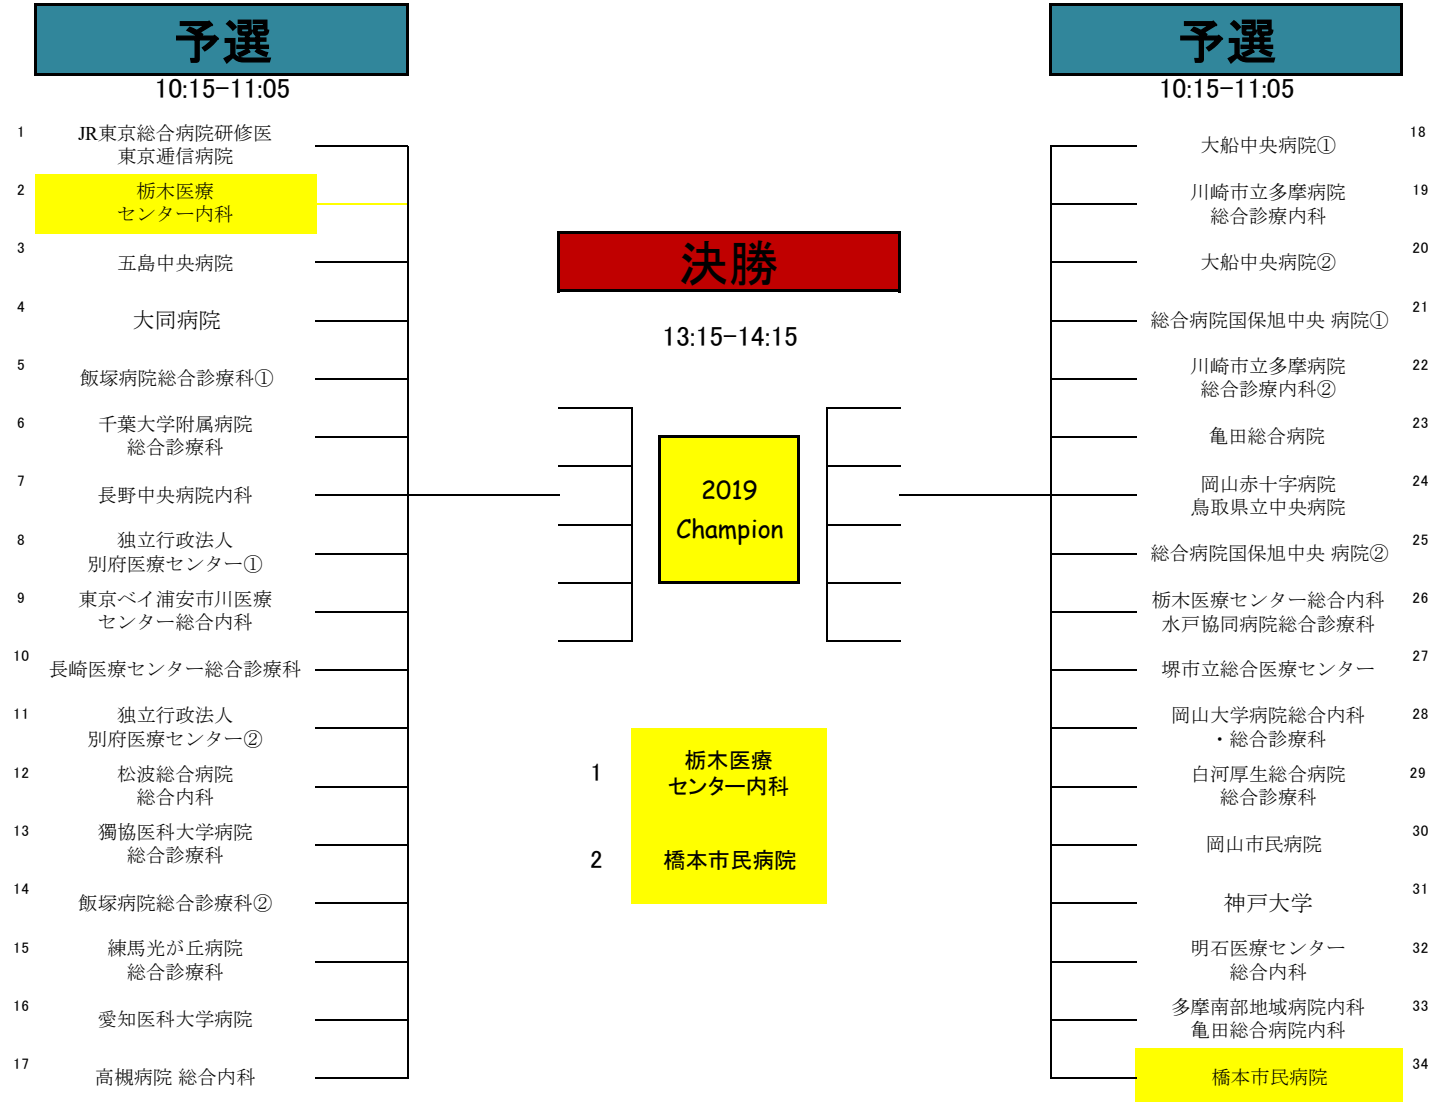 予選
10:15-11:05
1
JR東京総合病院研修医
東京逓信病院
2
栃木医療
センター内科
3
五島中央病院
4
大同病院
5
飯塚病院総合診療科①
6
千葉大学附属病院
総合診療科
7
長野中央病院内科
8
独立行政法人
別府医療センター①
9
東京ベイ浦安市川医療
センター総合内科
10
長崎医療センター総合診療科
11
独立行政法人
別府医療センター②
12
松波総合病院
総合内科
13
獨協医科大学病院
総合診療科
14
飯塚病院総合診療科②
15
練馬光が丘病院
総合診療科
16
愛知医科大学病院
17
高槻病院 総合内科
決勝
13:15-14:15
2019
Champion
1
栃木医療
センター内科
2
橋本市民病院
予選
10:15-11:05
18
大船中央病院①
19
川崎市立多摩病院
総合診療内科
20
大船中央病院②
21
総合病院国保旭中央 病院①
22
川崎市立多摩病院
総合診療内科②
23
亀田総合病院
24
岡山赤十字病院
鳥取県立中央病院
25
総合病院国保旭中央 病院②
26
栃木医療センター総合内科
水戸協同病院総合診療科
27
堺市立総合医療センター
28
岡山大学病院総合内科
・総合診療科
29
白河厚生総合病院
総合診療科
30
岡山市民病院
31
神戸大学
32
明石医療センター
総合内科
33
多摩南部地域病院内科
亀田総合病院内科
34
橋本市民病院